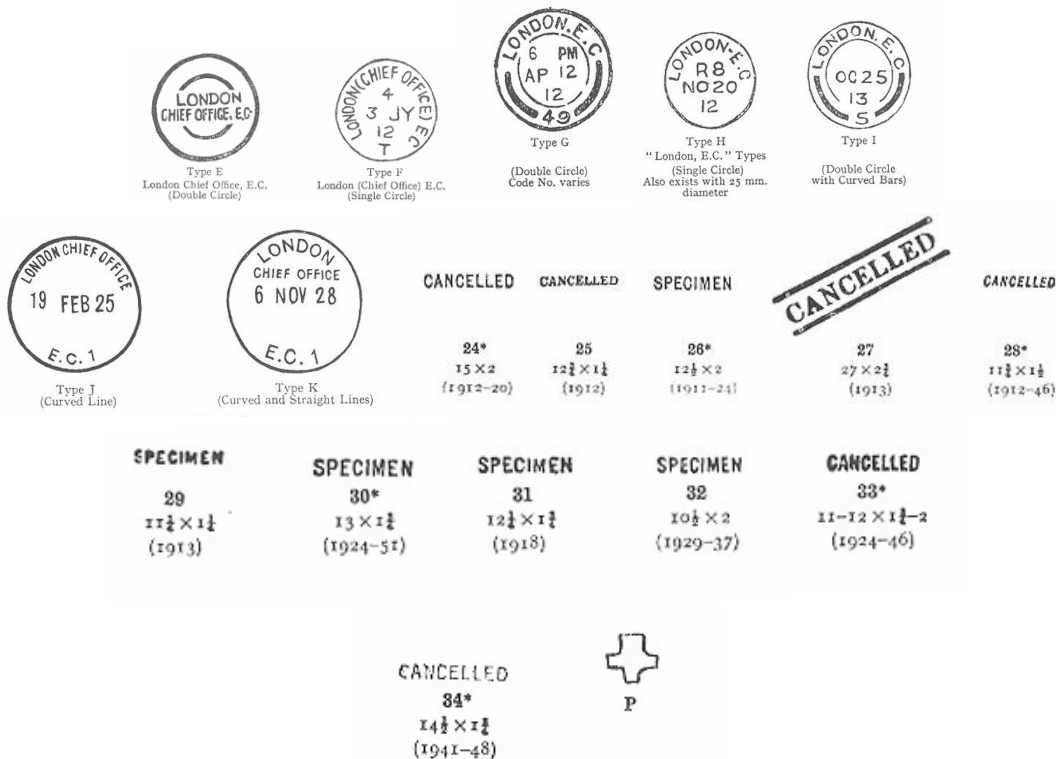 LONDON
CHIEF OFFICE, E.C.
Type E
London Chief Office, E.C.
(Double Circle)
LONDON (CHIEF OFFICE) E.C
4
3 JY
12
T
Type F
London (Chief Office) E.C.
(Single Circle)
LONDON. E.C
6 PM
AP 12
12
49
Type G
(Double Circle)
Code No. varies
LONDON-E.C
R8
NO20
12
Type H
"London, E.C." Types
(Single Circle)
Also exists with 25 mm.
diameter
LONDON. E.C
OC25
13
5
Type I
(Double Circle
with Curved Bars)
LONDON CHIEF OFFICE
19 FEB 25
E.C.1
Type J
(Curved Line)
LONDON
CHIEF OFFICE
6 NOV 28
E.C.1
Type K
(Curved and Straight Lines)
CANCELLED
24*
15 × 2
(1912–20)
CANCELLED
25
12¾ × 1¼
(1912)
SPECIMEN
26*
12½ × 2
(1911–24)
CANCELLED
27
27 × 2¾
(1913)
CANCELLED
28*
11¾ × 1½
(1912–46)
SPECIMEN
29
11¼ × 1¼
(1913)
SPECIMEN
30*
13 × 1¾
(1924–51)
SPECIMEN
31
12¼ × 1¾
(1918)
SPECIMEN
32
10½ × 2
(1929–37)
CANCELLED
33*
11–12 × 1¾–2
(1924–46)
CANCELLED
34*
14½ × 1¾
(1941–48)
P